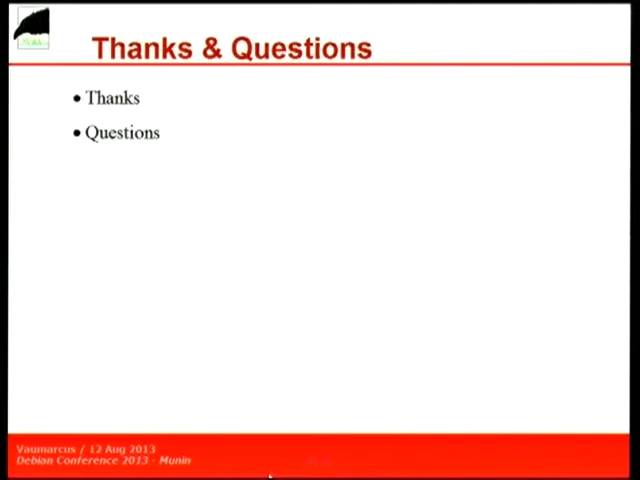 Thanks & Questions
• Thanks
• Questions
Vaumarcus / 12 Aug 2013
Debian Conference 2013 - Munin